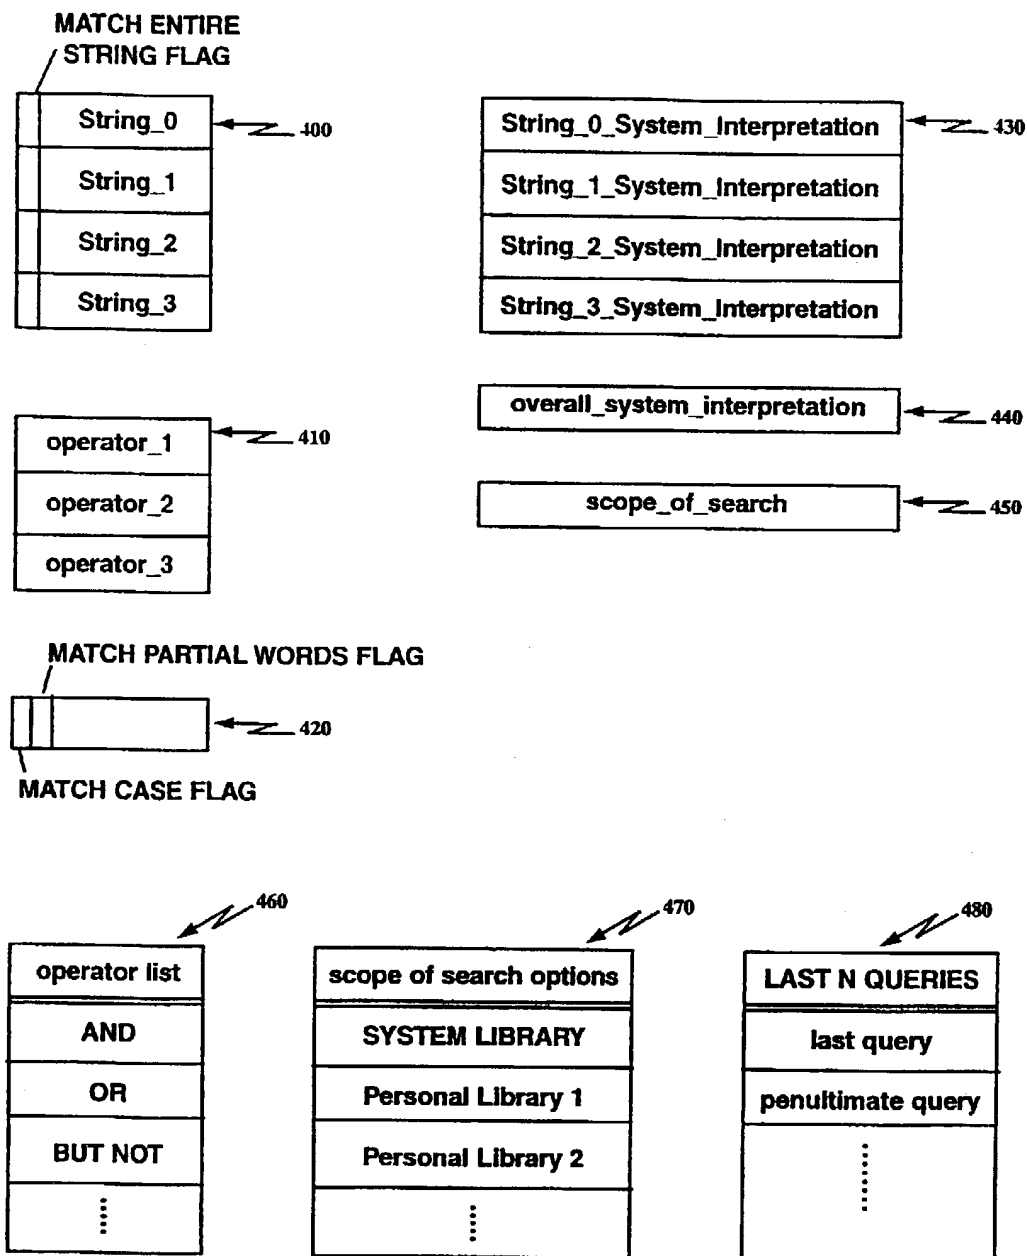 MATCH ENTIRE
STRING FLAG
String_0
400
String_1
String_2
String_3
String_0_System_Interpretation
430
String_1_System_Interpretation
String_2_System_Interpretation
String_3_System_Interpretation
overall_system_interpretation
440
scope_of_search
450
operator_1
410
operator_2
operator_3
MATCH PARTIAL WORDS FLAG
420
MATCH CASE FLAG
460
operator list
AND
OR
BUT NOT
470
scope of search options
SYSTEM LIBRARY
Personal Library 1
Personal Library 2
480
LAST N QUERIES
last query
penultimate query